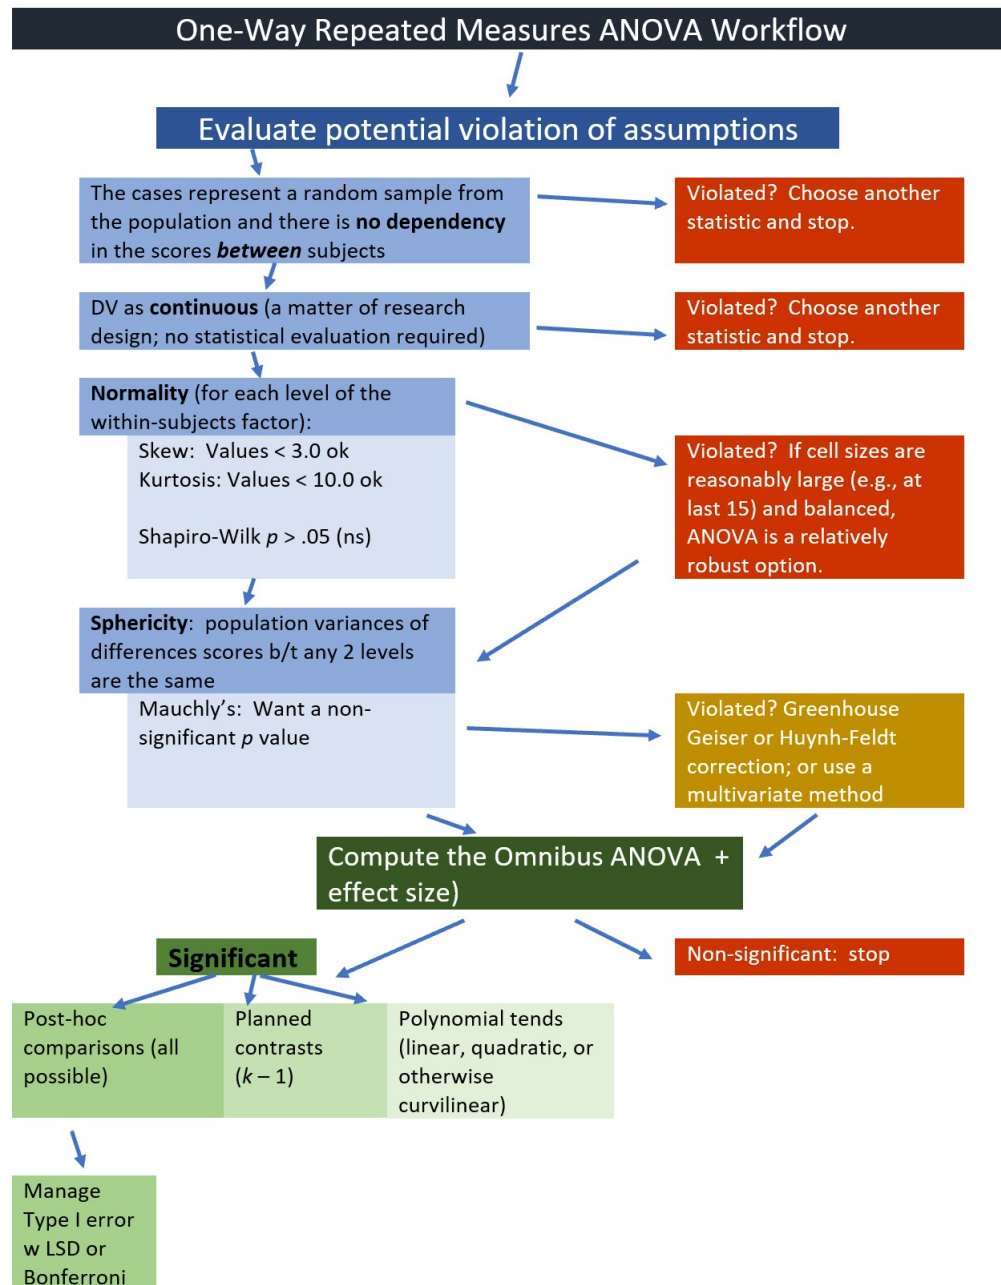 One-Way Repeated Measures ANOVA Workflow
Evaluate potential violation of assumptions
The cases represent a random sample from
the population and there is no dependency
in the scores between subjects
Violated?  Choose another
statistic and stop.
DV as continuous (a matter of research
design; no statistical evaluation required)
Violated?  Choose another
statistic and stop.
Normality (for each level of the
within-subjects factor):
Skew:  Values < 3.0 ok
Kurtosis: Values < 10.0 ok
Shapiro-Wilk p > .05 (ns)
Violated?  If cell sizes are
reasonably large (e.g., at
last 15) and balanced,
ANOVA is a relatively
robust option.
Sphericity:  population variances of
differences scores b/t any 2 levels
are the same
Mauchly’s:  Want a non-
significant p value
Violated? Greenhouse
Geiser or Huynh-Feldt
correction; or use a
multivariate method
Compute the Omnibus ANOVA  +
effect size)
Significant
Non-significant:  stop
Post-hoc
comparisons (all
possible)
Planned
contrasts
(k – 1)
Polynomial tends
(linear, quadratic, or
otherwise
curvilinear)
Manage
Type I error
w LSD or
Bonferroni